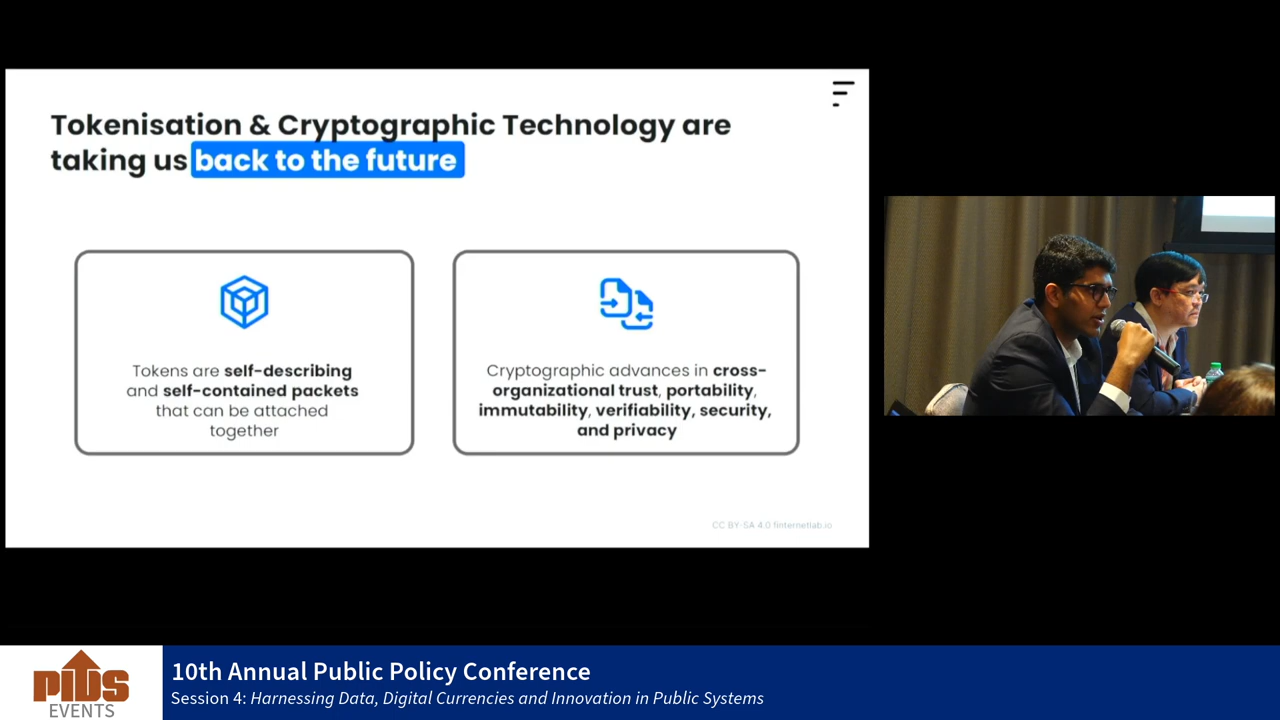 Tokenisation & Cryptographic Technology are
taking us back to the future
Tokens are self-describing
and self-contained packets
that can be attached
together
Cryptographic advances in cross-
organizational trust, portability,
immutability, verifiability, security,
and privacy
CC BY-SA 4.0 finternetlab.io
PIDS
EVENTS
10th Annual Public Policy Conference
Session 4: Harnessing Data, Digital Currencies and Innovation in Public Systems